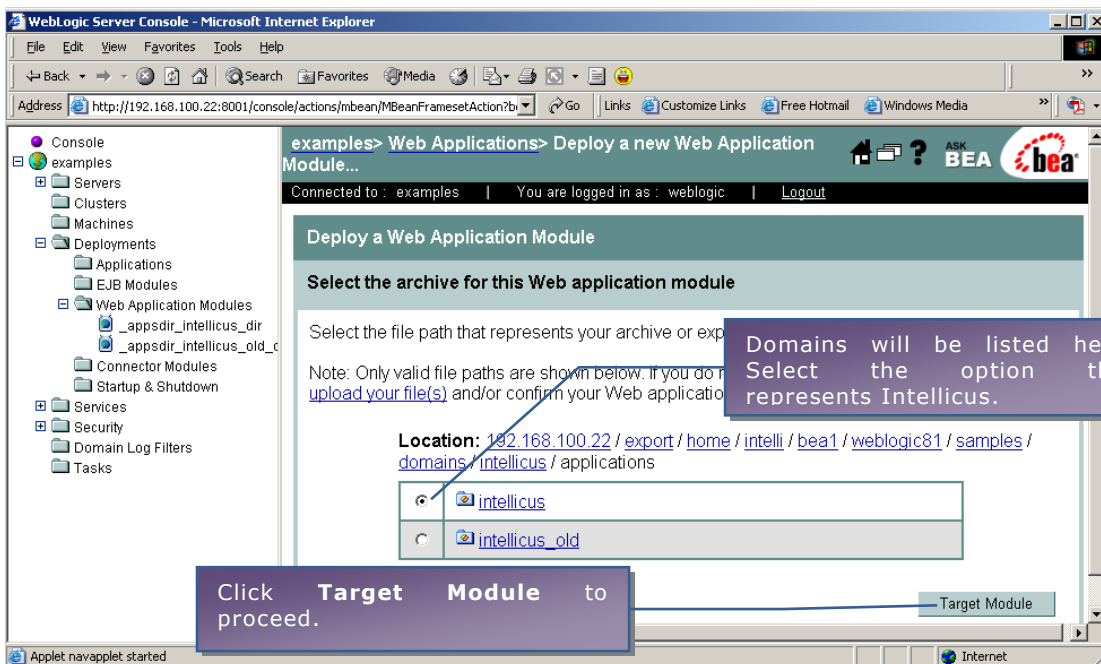 WebLogic Server Console - Microsoft Internet Explorer
File Edit View Favorites Tools Help
Back Search Favorites Media
Address http://192.168.100.22:8001/console/actions/mbean/MBeanFramesetAction?b Go Links Customize Links Free Hotmail Windows Media
Console
examples
Servers
Clusters
Machines
Deployments
Applications
EJB Modules
Web Application Modules
_appsdir_intellicus_dir
_appsdir_intellicus_old_
Connector Modules
Startup & Shutdown
Services
Security
Domain Log Filters
Tasks
examples> Web Applications> Deploy a new Web Application
Module...
ASK BEA bea
Connected to : examples | You are logged in as : weblogic | Logout
Deploy a Web Application Module
Select the archive for this Web application module
Select the file path that represents your archive or exp
Note: Only valid file paths are shown below. If you do
upload your file(s) and/or confirm your Web applicatio
Domains will be listed he
Select the option th
represents Intellicus.
Location: 192.168.100.22 / export / home / intelli / bea1 / weblogic81 / samples /
domains / intellicus / applications
intellicus
intellicus_old
Click Target Module to
proceed.
Target Module
Applet navapplet started
Internet